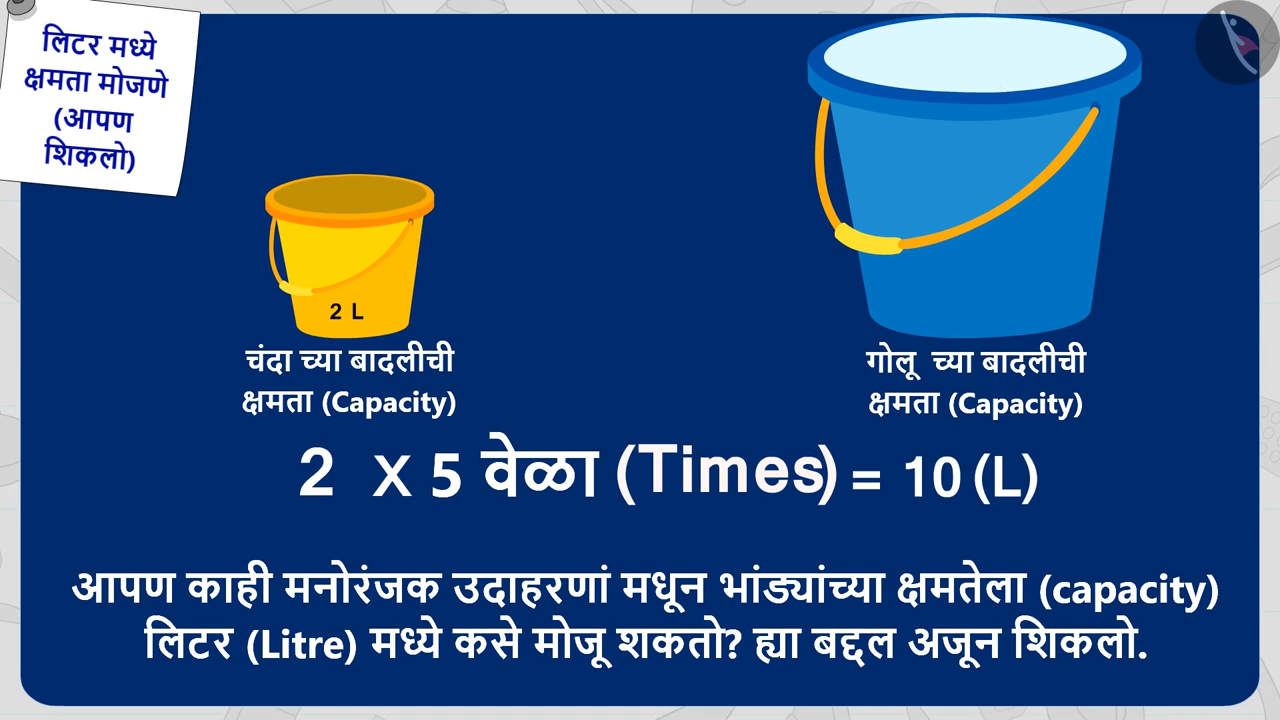 लिटर मध्ये
क्षमता मोजणे
(आपण
शिकलो)
2 L
चंदा च्या बादलीची
क्षमता (Capacity)
गोलू च्या बादलीची
क्षमता (Capacity)
2 X 5 वेळा (Times) = 10 (L)
आपण काही मनोरंजक उदाहरणां मधून भांड्यांच्या क्षमतेला (capacity)
लिटर (Litre) मध्ये कसे मोजू शकतो? ह्या बद्दल अजून शिकलो.